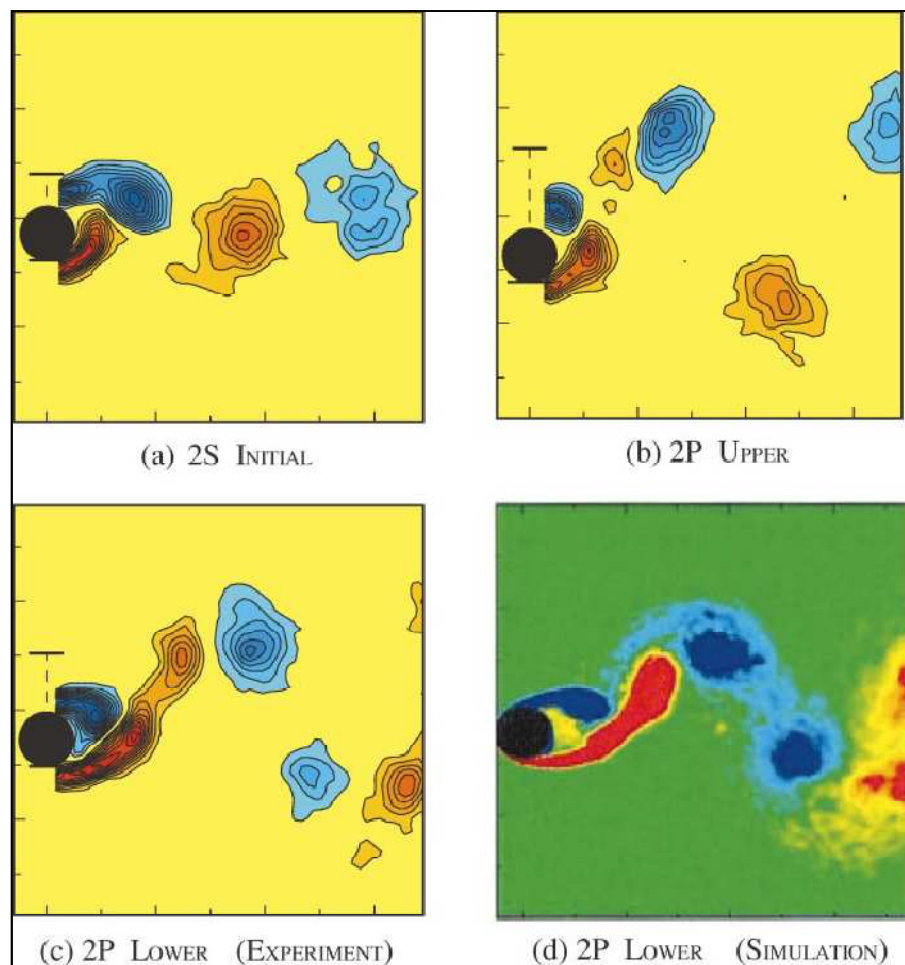 (a) 2S INITIAL
(b) 2P UPPER
(c) 2P LOWER (EXPERIMENT)
(d) 2P LOWER (SIMULATION)